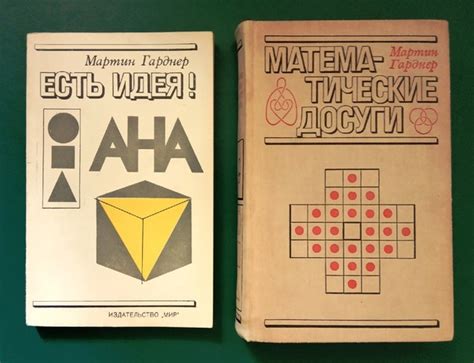 Мартин Гарднер
ЕСТЬ ИДЕЯ!
АНА
ИЗДАТЕЛЬСТВО „МИР"
МАТЕМА-
ТИЧЕСКИЕ
ДОСУГИ
Мартин
Гарднер